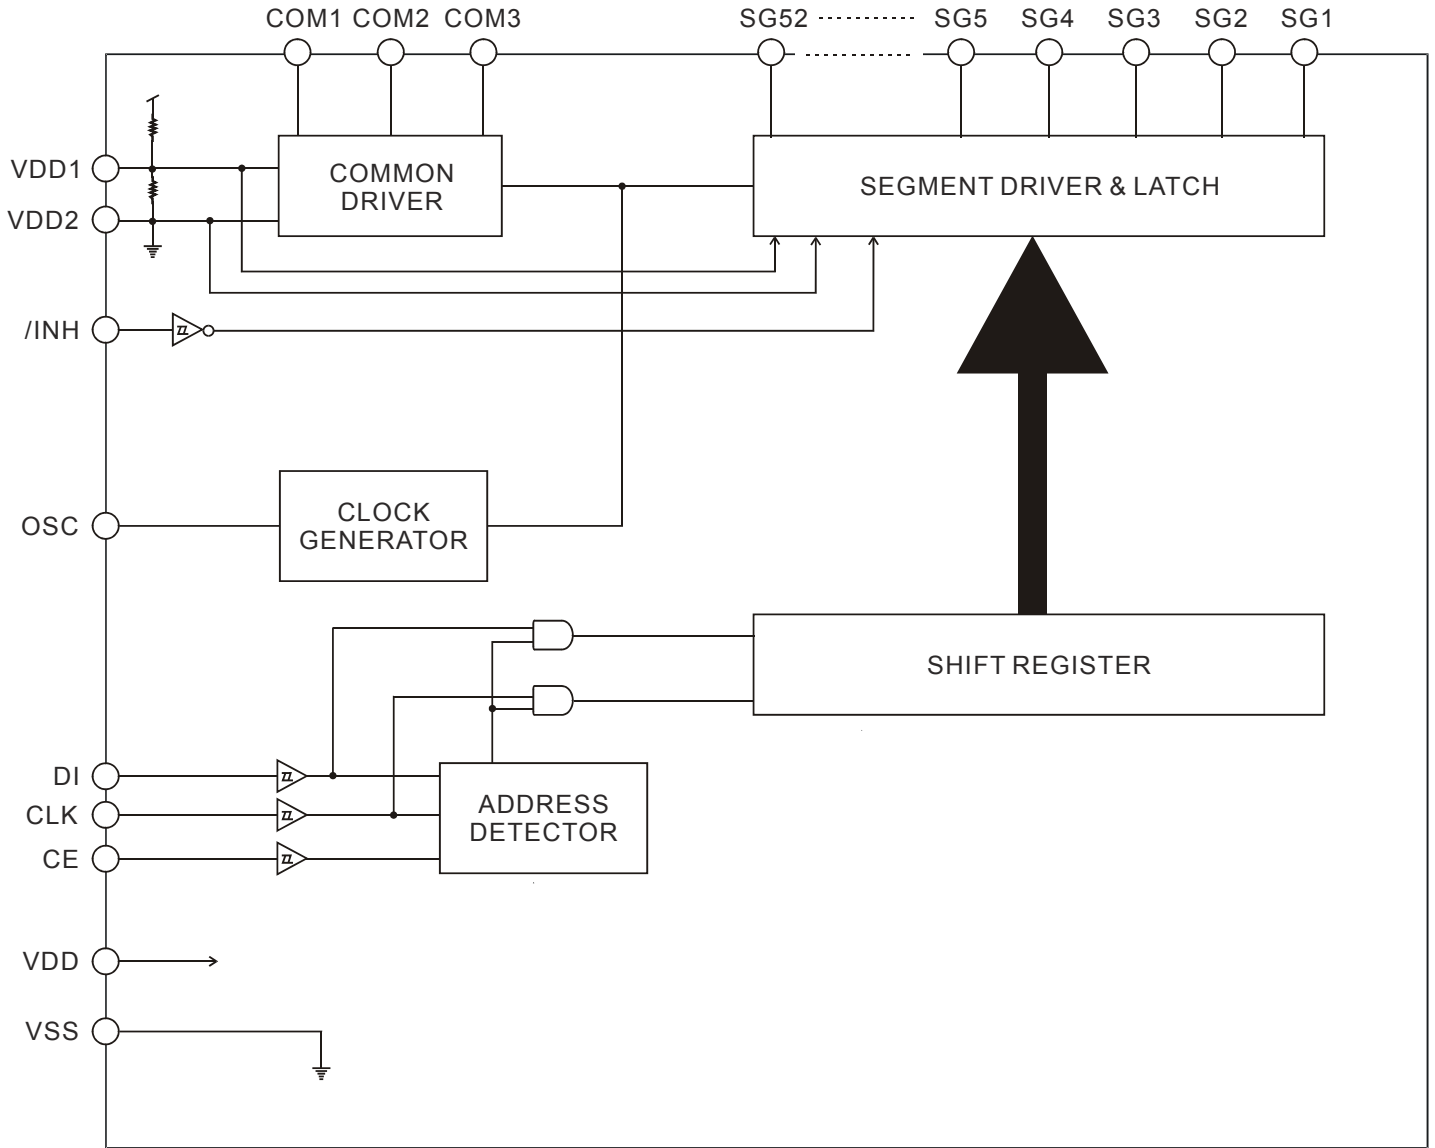 COM1 COM2 COM3 SG52 SG5 SG4 SG3 SG2 SG1
VDD1
COMMON
DRIVER
SEGMENT DRIVER & LATCH
VDD2
/INH
OSC
CLOCK
GENERATOR
SHIFT REGISTER
DI
CLK
CE
ADDRESS
DETECTOR
VDD
VSS